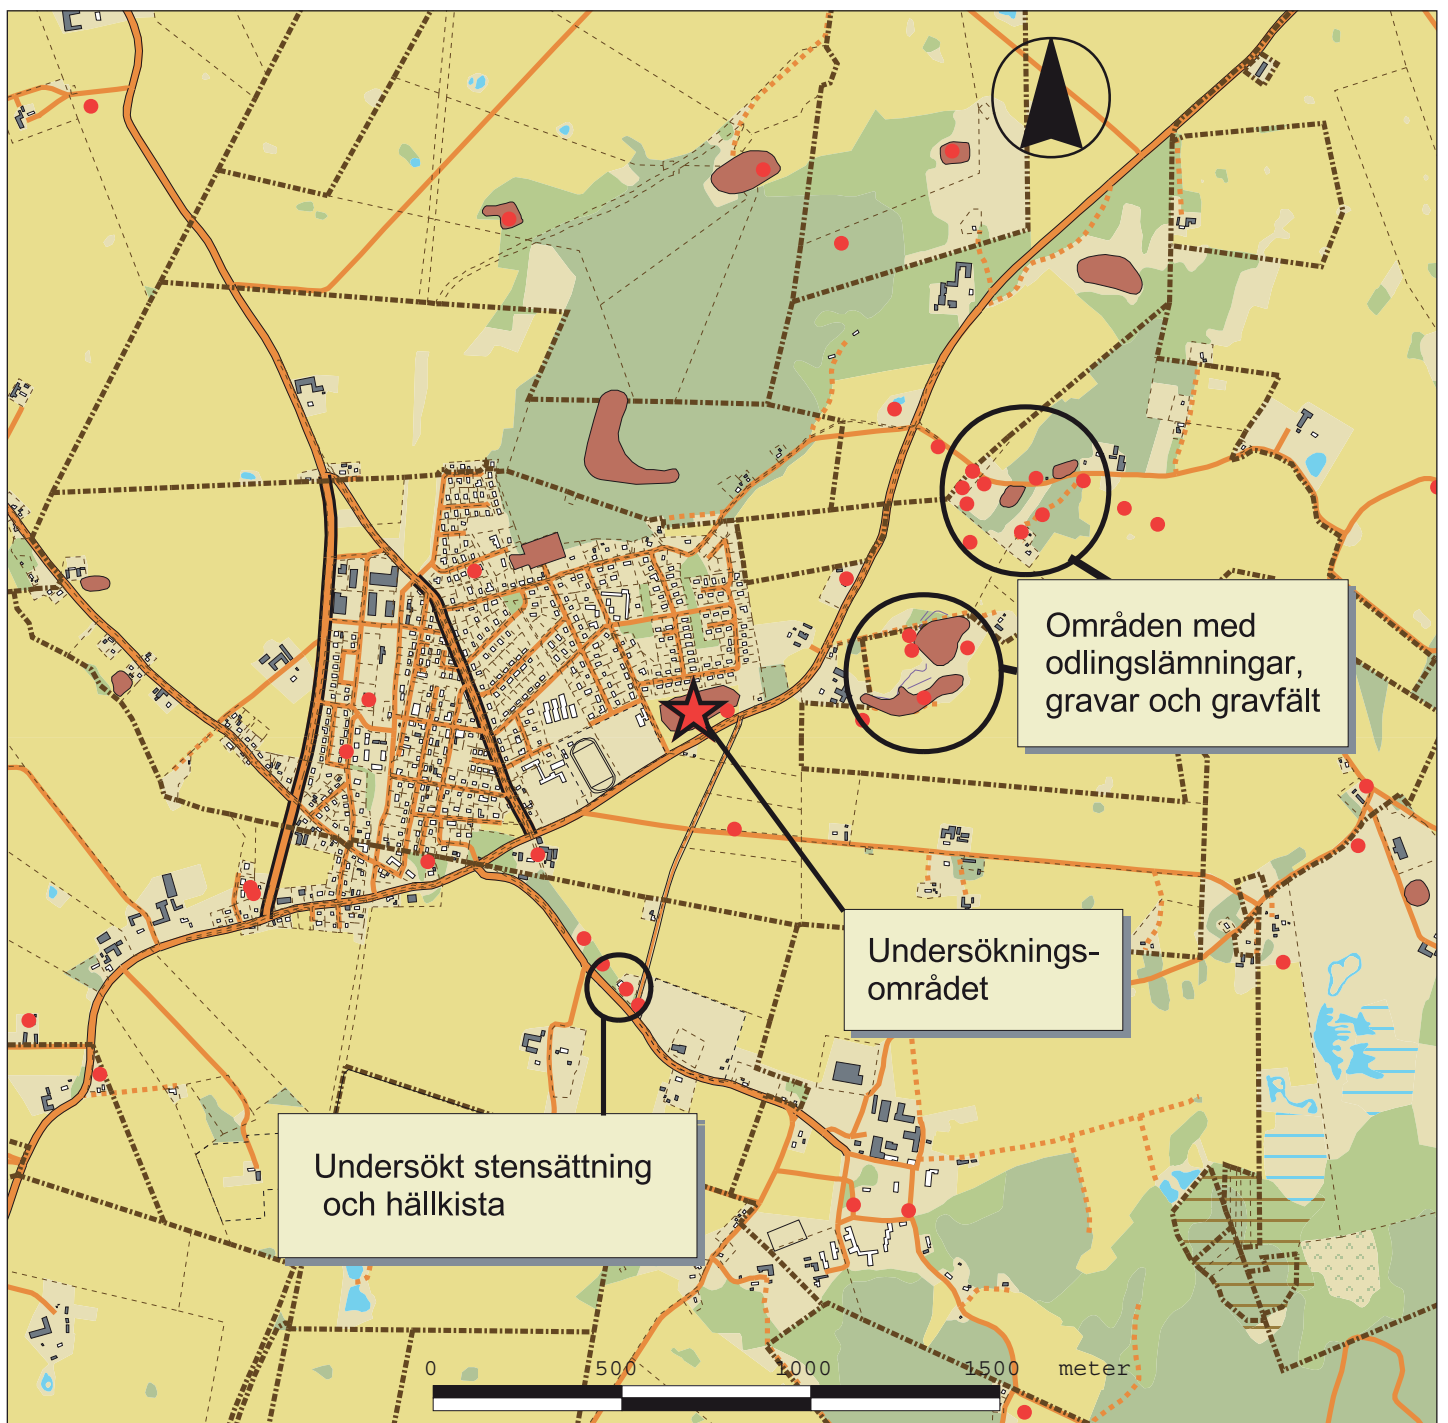 Områden med
odlingslämningar,
gravar och gravfält
Undersöknings-
området
Undersökt stensättning
och hällkista
0 500 1000 1500 meter